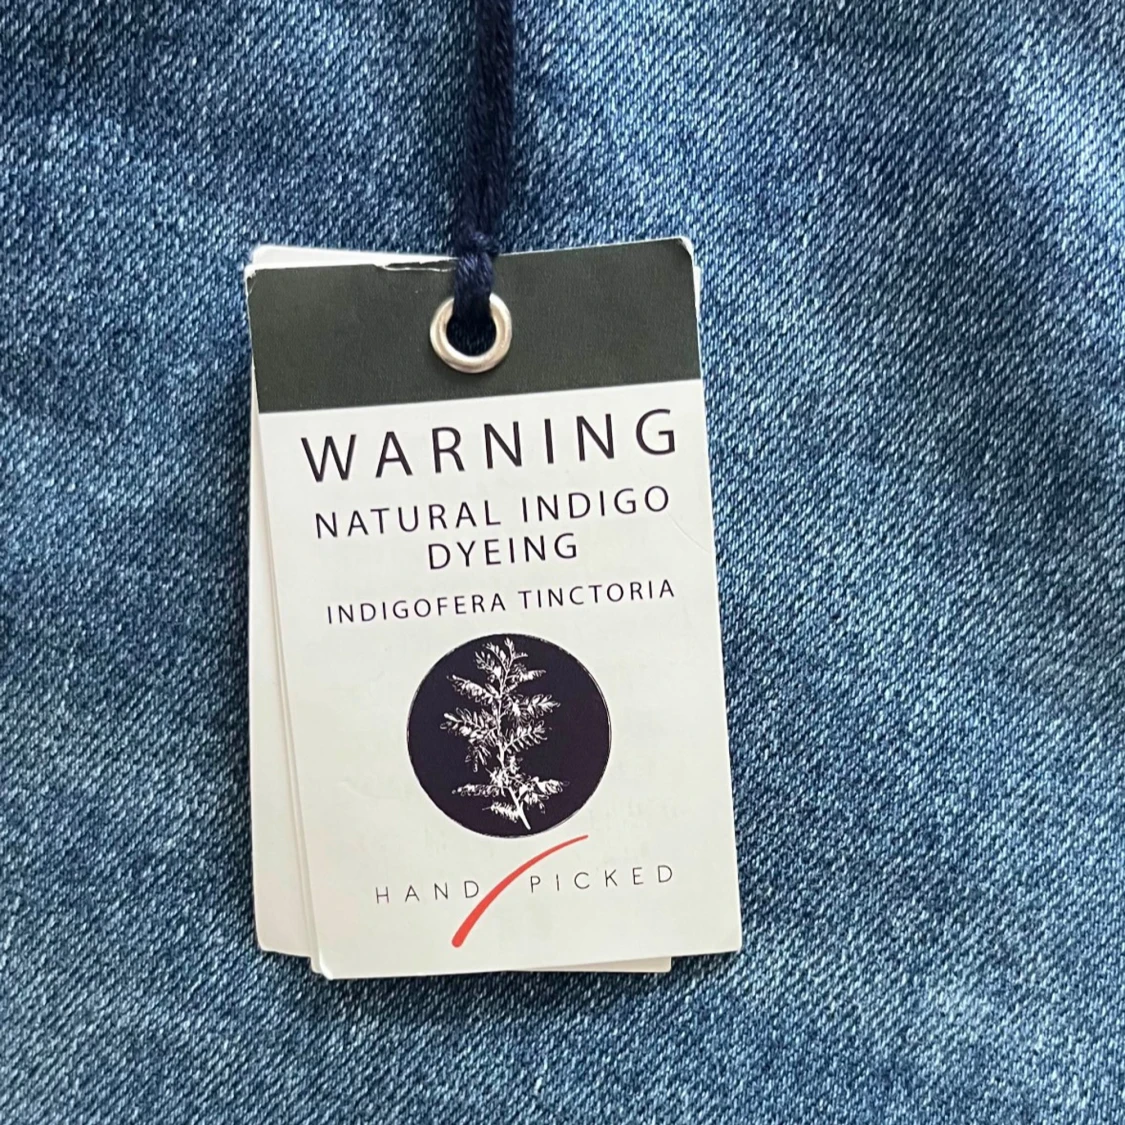 WARNING
NATURAL INDIGO
DYEING
INDIGOFERA TINCTORIA
HAND PICKED